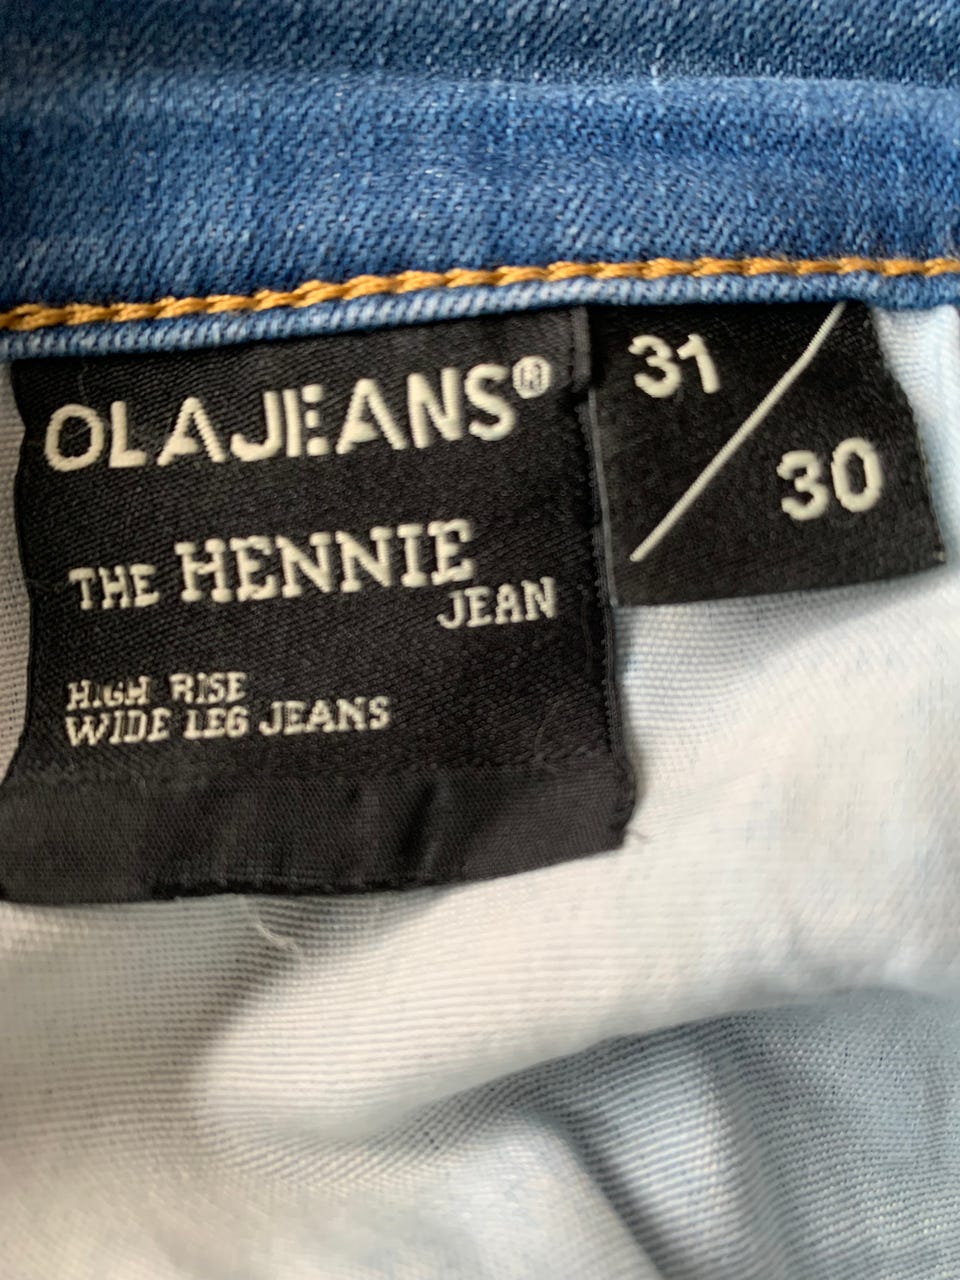 OLAJEANS®
THE HENNIE
JEAN
HIGH RISE
WIDE LEG JEANS
31
30